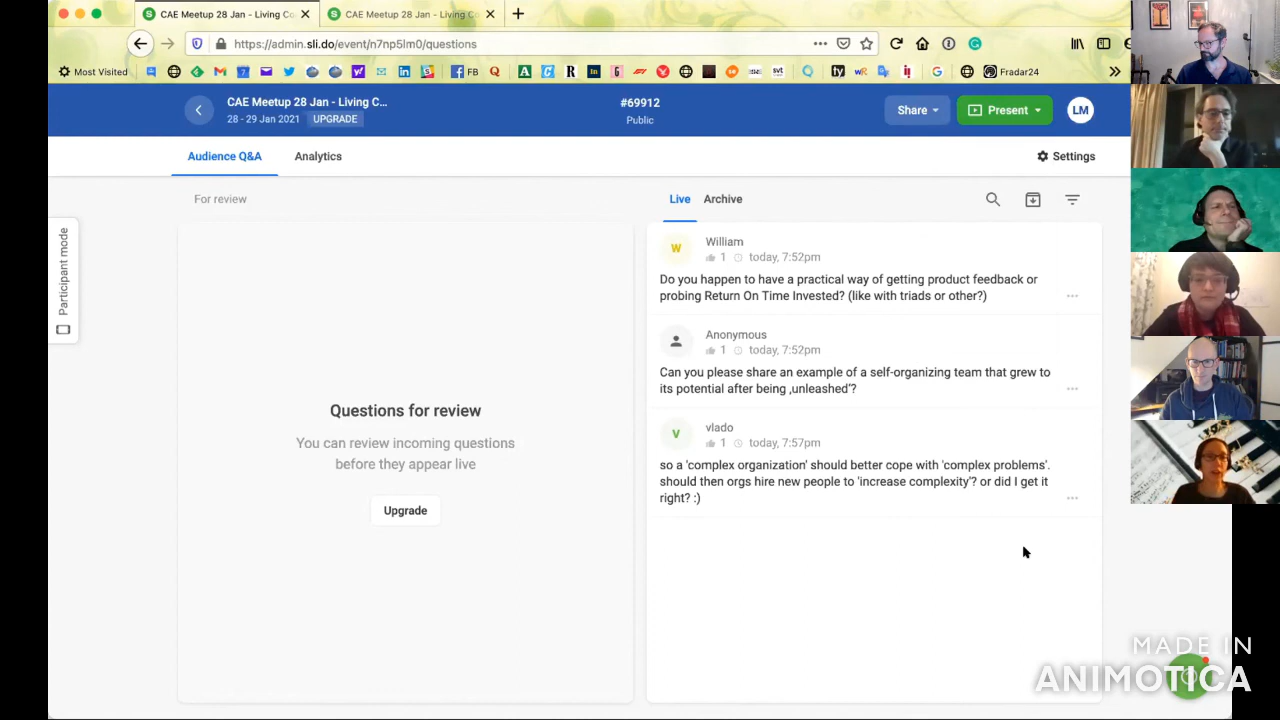 CAE Meetup 28 Jan - Living Co
CAE Meetup 28 Jan - Living Co
https://admin.sli.do/event/n7np5lm0/questions
Most Visited
FB
Fradar24
CAE Meetup 28 Jan - Living C...
28 - 29 Jan 2021
UPGRADE
#69912
Public
Share
Present
LM
Audience Q&A
Analytics
Settings
Participant mode
For review
Live
Archive
Questions for review
You can review incoming questions
before they appear live
Upgrade
W
William
1
today, 7:52pm
Do you happen to have a practical way of getting product feedback or
probing Return On Time Invested? (like with triads or other?)
Anonymous
1
today, 7:52pm
Can you please share an example of a self-organizing team that grew to
its potential after being ‚unleashed‘?
V
vlado
1
today, 7:57pm
so a 'complex organization' should better cope with 'complex problems'.
should then orgs hire new people to 'increase complexity'? or did I get it
right? :)
MADE IN
ANIMOTICA